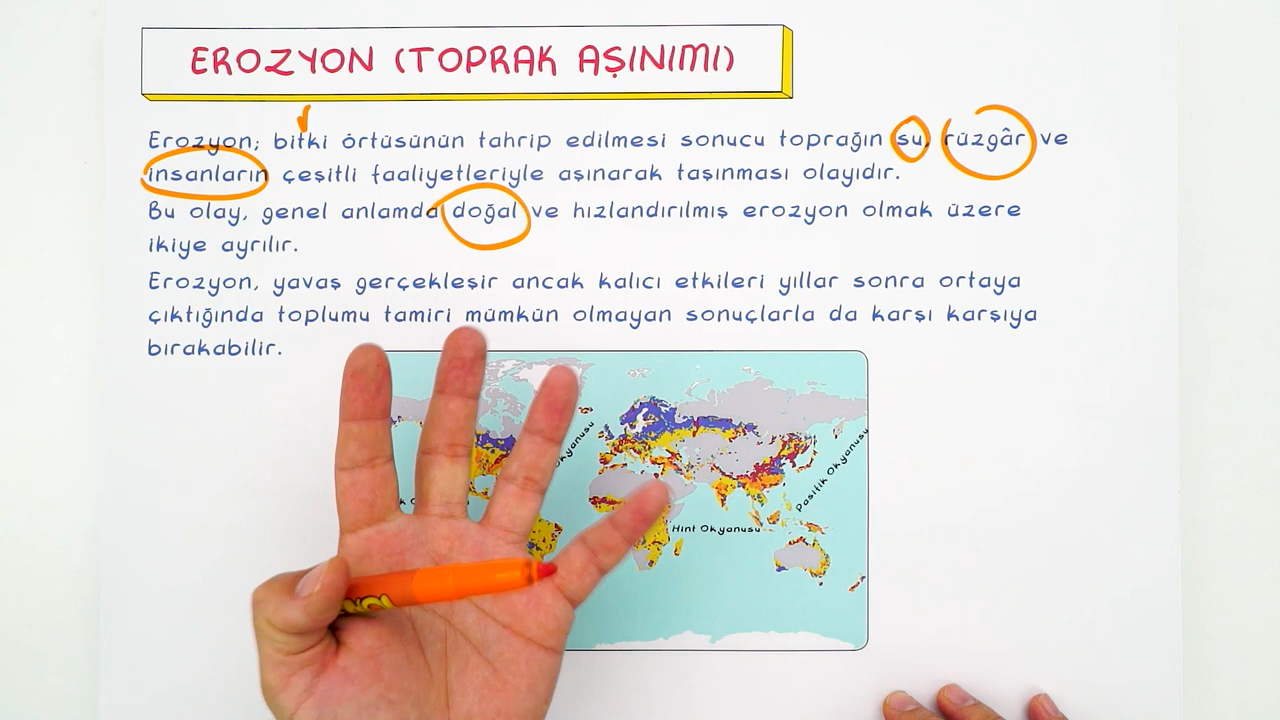 EROZYON (TOPRAK AŞINIMI)
Erozyon; bitki örtüsünün tahrip edilmesi sonucu toprağın su, rüzgâr ve
insanların çeşitli faaliyetleriyle aşınarak taşınması olayıdır.
Bu olay, genel anlamda doğal ve hızlandırılmış erozyon olmak üzere
ikiye ayrılır.
Erozyon, yavaş gerçekleşir ancak kalıcı etkileri yıllar sonra ortaya
çıktığında toplumu tamiri mümkün olmayan sonuçlarla da karşı karşıya
bırakabilir.
Okyanusu
Pasifik Okyanusu
Hint Okyanusu